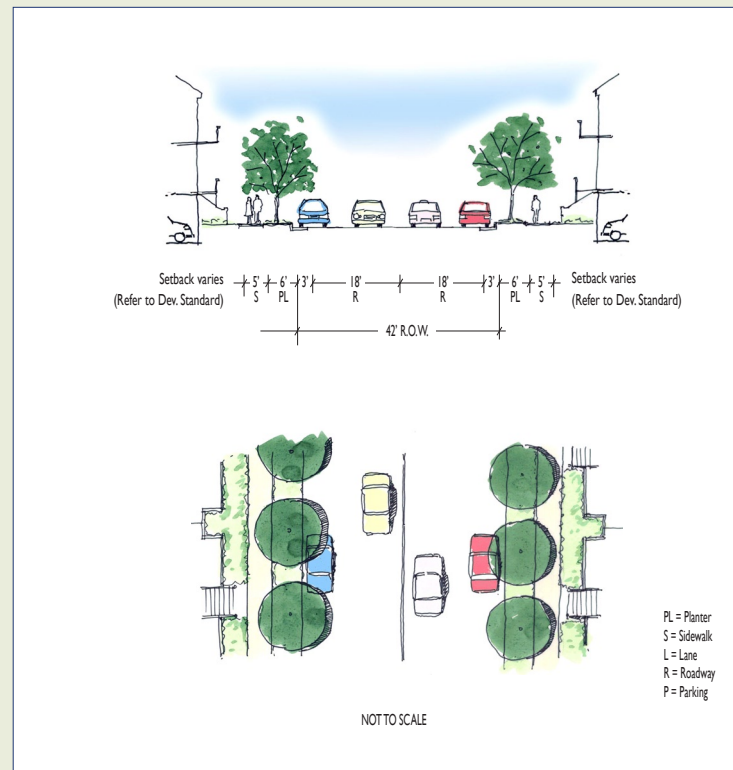 Setback varies
(Refer to Dev. Standard)
5' 6' 3' 18' 18' 3' 6' 5'
S PL R R PL S
Setback varies
(Refer to Dev. Standard)
42' R.O.W.
PL = Planter
S = Sidewalk
L = Lane
R = Roadway
P = Parking
NOT TO SCALE